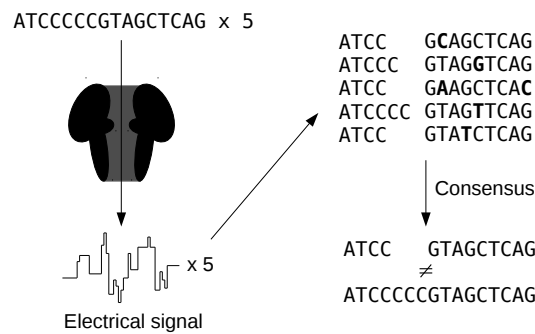 ATCCCCCGTAGCTCAG x 5
x 5
Electrical signal
ATCC GCAGCTCAG
ATCCC GTAGGTCAG
ATCC GAAGCTCAC
ATCCCC GTAGTTCAG
ATCC GTATCTCAG
Consensus
ATCC GTAGCTCAG
≠
ATCCCCCGTAGCTCAG